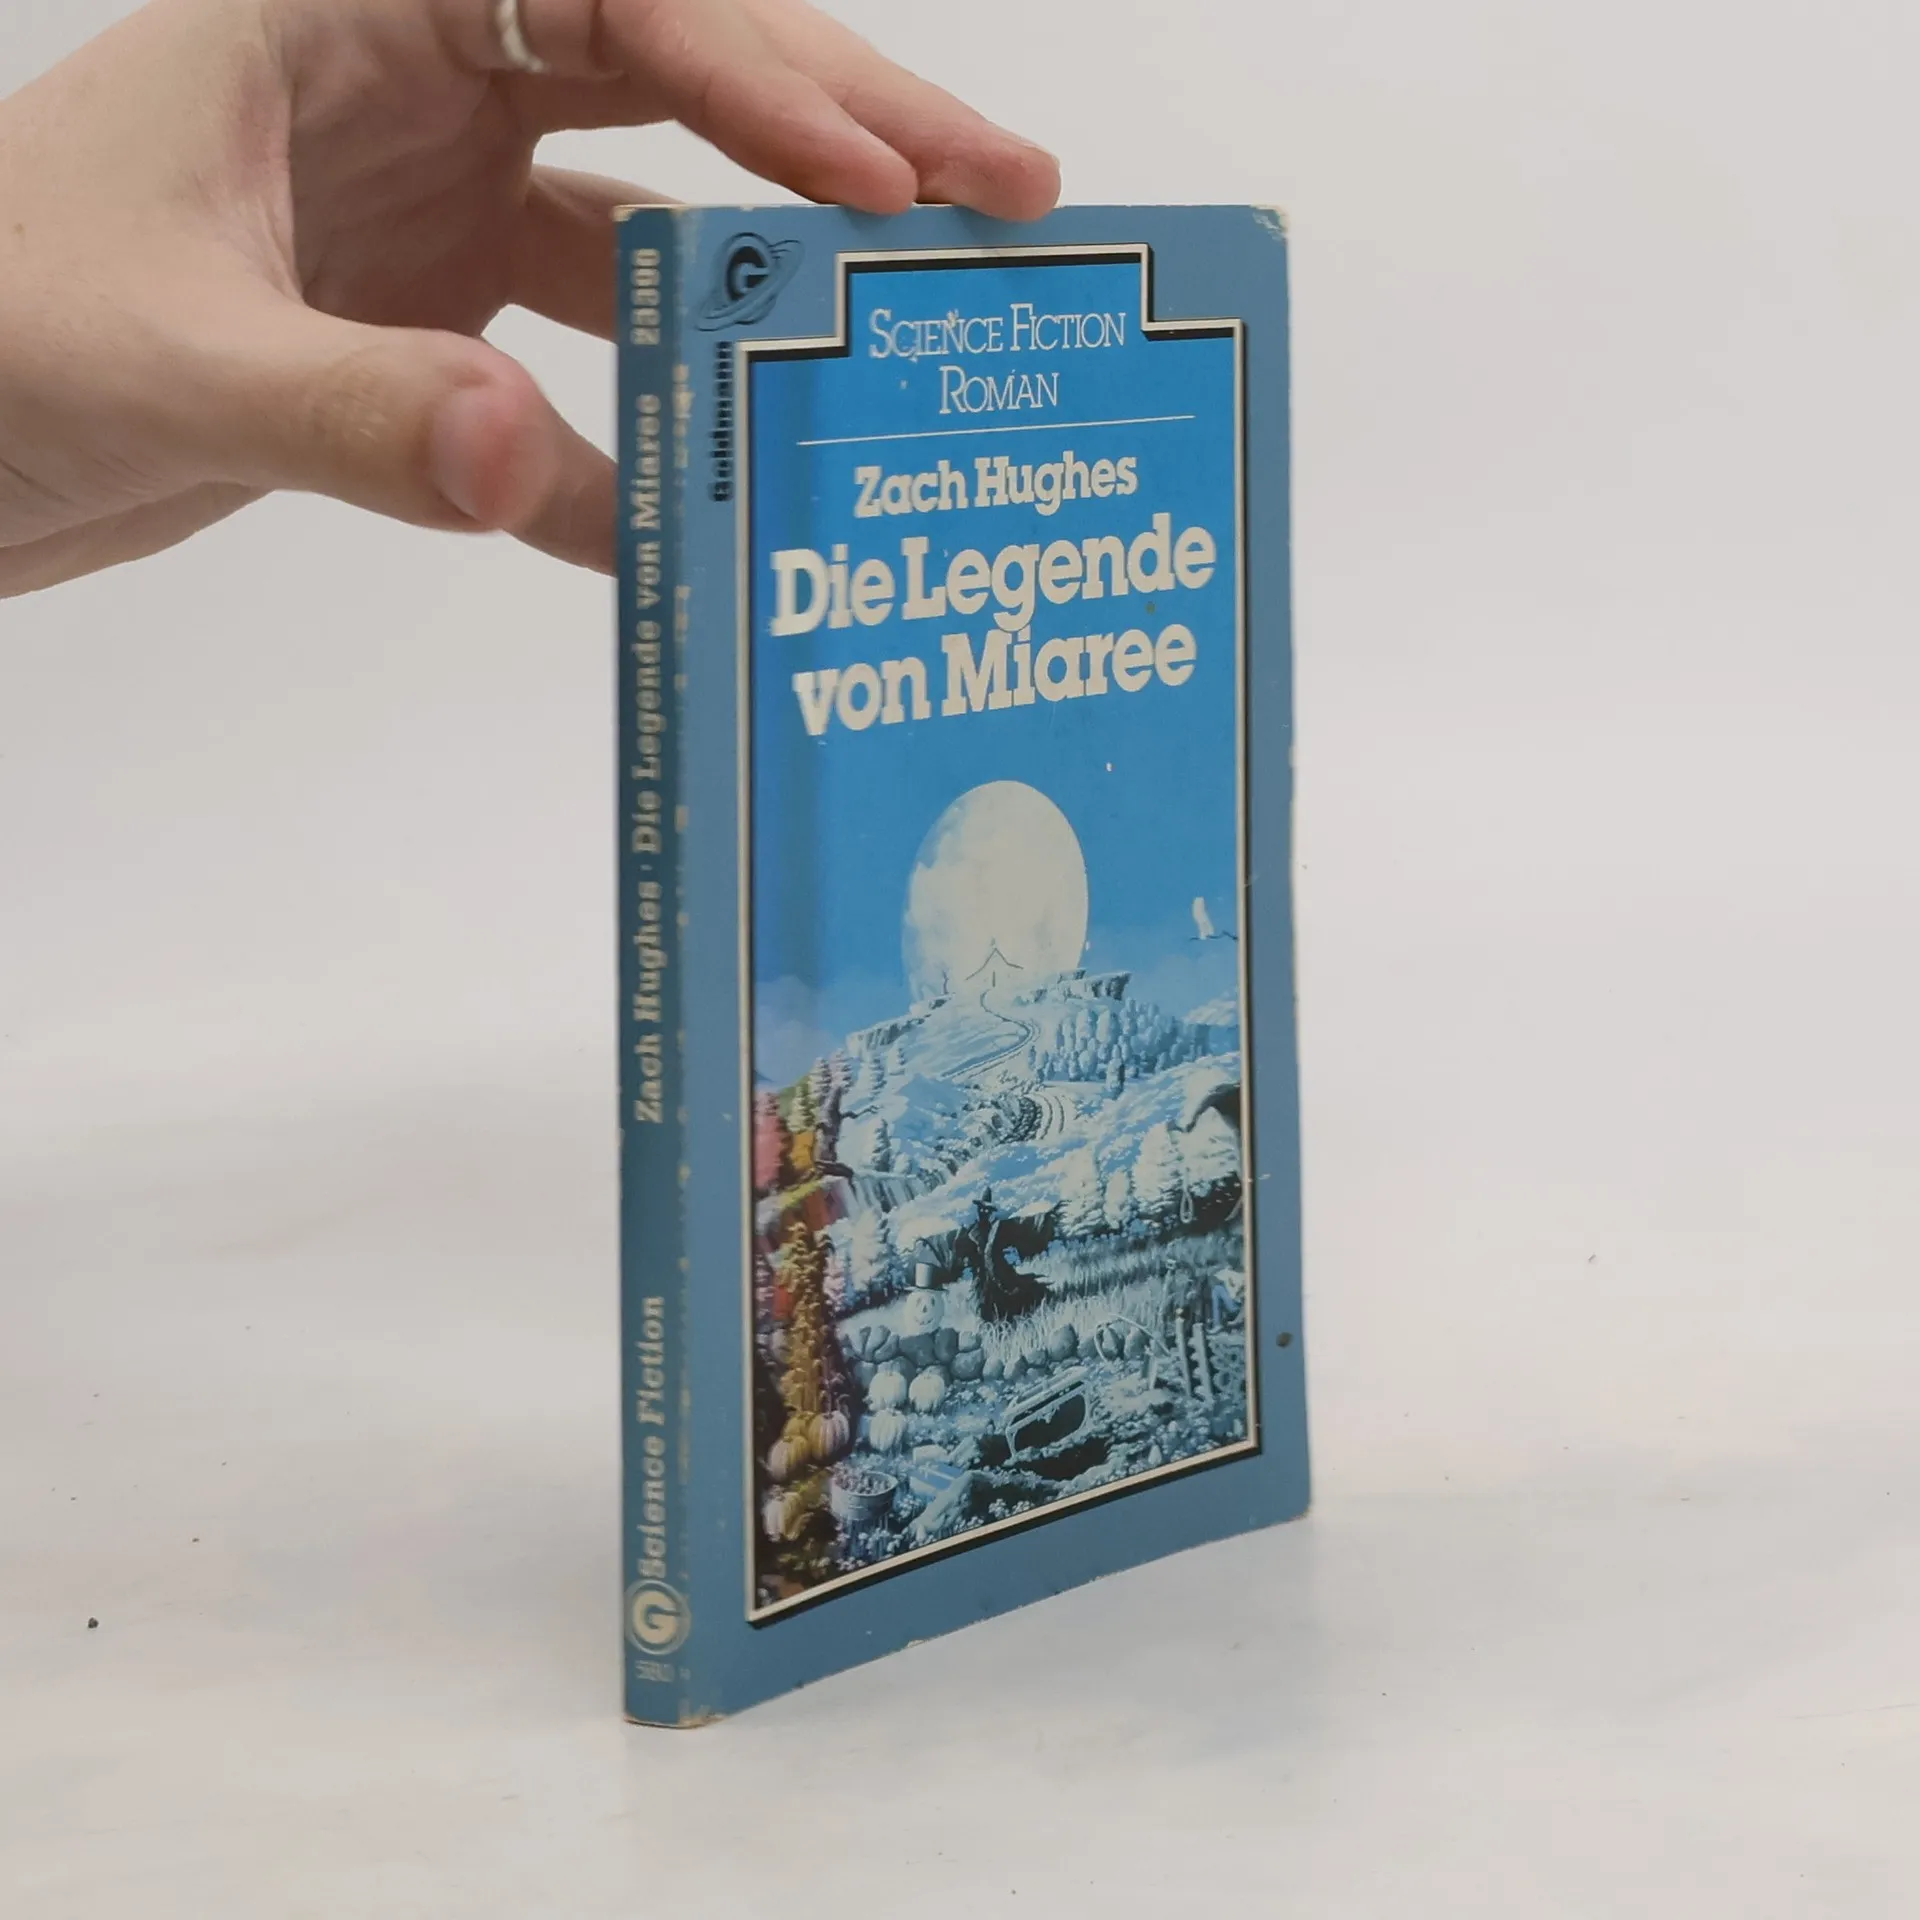 G
Goldmann
SCIENCE FICTION
ROMAN
Zach Hughes
Die Legende
von Miaree
Zach Hughes · Die Legende von Miaree
Science Fiction
G